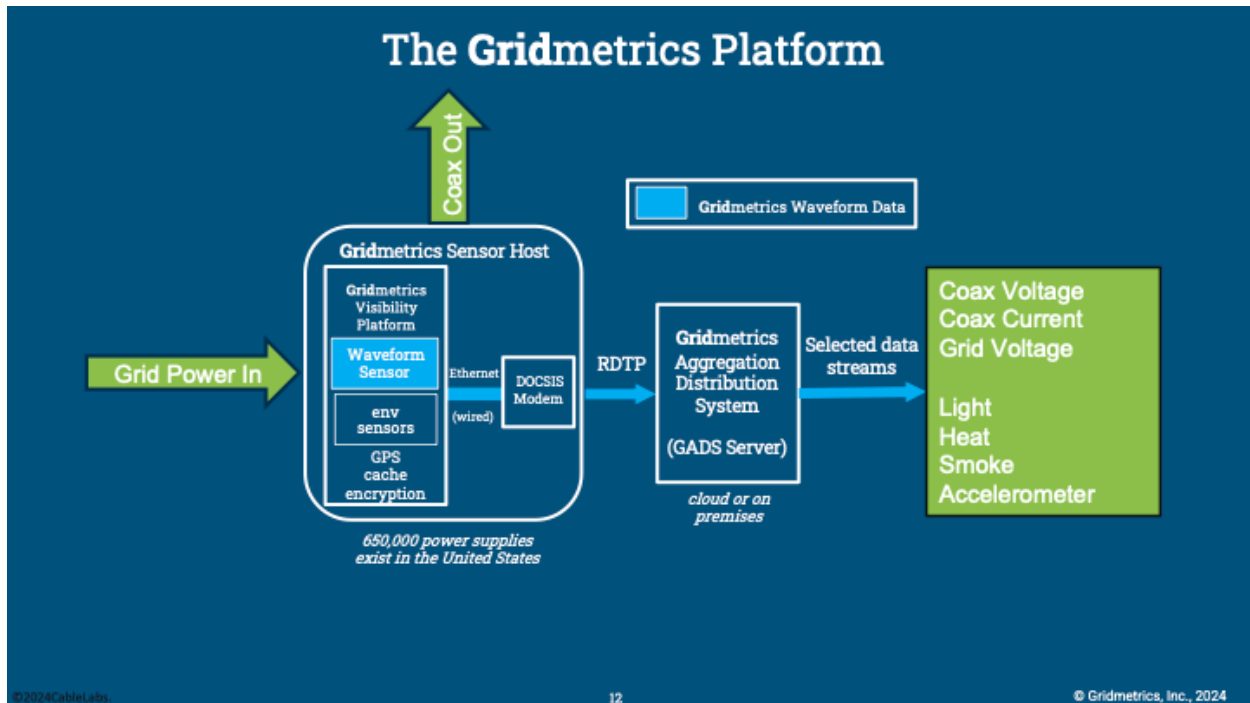 The Gridmetrics Platform
Coax Out
Gridmetrics Waveform Data
Gridmetrics Sensor Host
Gridmetrics
Visibility
Platform
Waveform
Sensor
env
sensors
GPS
cache
encryption
Grid Power In
Ethernet
(wired)
DOCSIS
Modem
RDTP
Gridmetrics
Aggregation
Distribution
System
(GADS Server)
cloud or on
premises
Selected data
streams
Coax Voltage
Coax Current
Grid Voltage
Light
Heat
Smoke
Accelerometer
650,000 power supplies
exist in the United States
©2024CableLabs.
12
© Gridmetrics, Inc., 2024